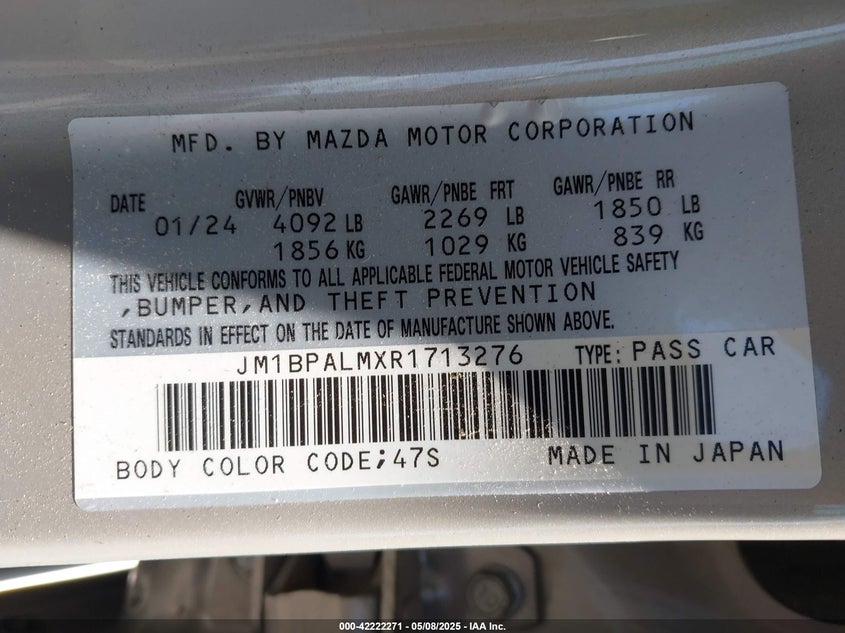 MFD. BY MAZDA MOTOR CORPORATION
DATE GVWR/PNBV GAWR/PNBE FRT GAWR/PNBE RR
01/24 4092 LB 2269 LB 1850 LB
1856 KG 1029 KG 839 KG
THIS VEHICLE CONFORMS TO ALL APPLICABLE FEDERAL MOTOR VEHICLE SAFETY
,BUMPER,AND THEFT PREVENTION
STANDARDS IN EFFECT ON THE DATE OF MANUFACTURE SHOWN ABOVE.
JM1BPALMXR1713276 TYPE: PASS CAR
BODY COLOR CODE;47S MADE IN JAPAN
000-42222271 - 05/08/2025 - IAA Inc.